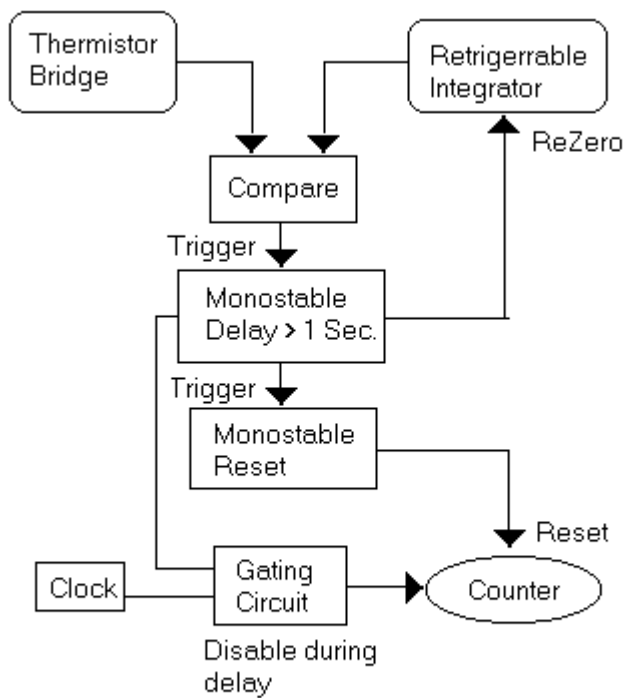 Thermistor
Bridge
Retrigerrable
Integrator
ReZero
Compare
Trigger
Monostable
Delay > 1 Sec.
Trigger
Monostable
Reset
Reset
Clock
Gating
Circuit
Counter
Disable during
delay